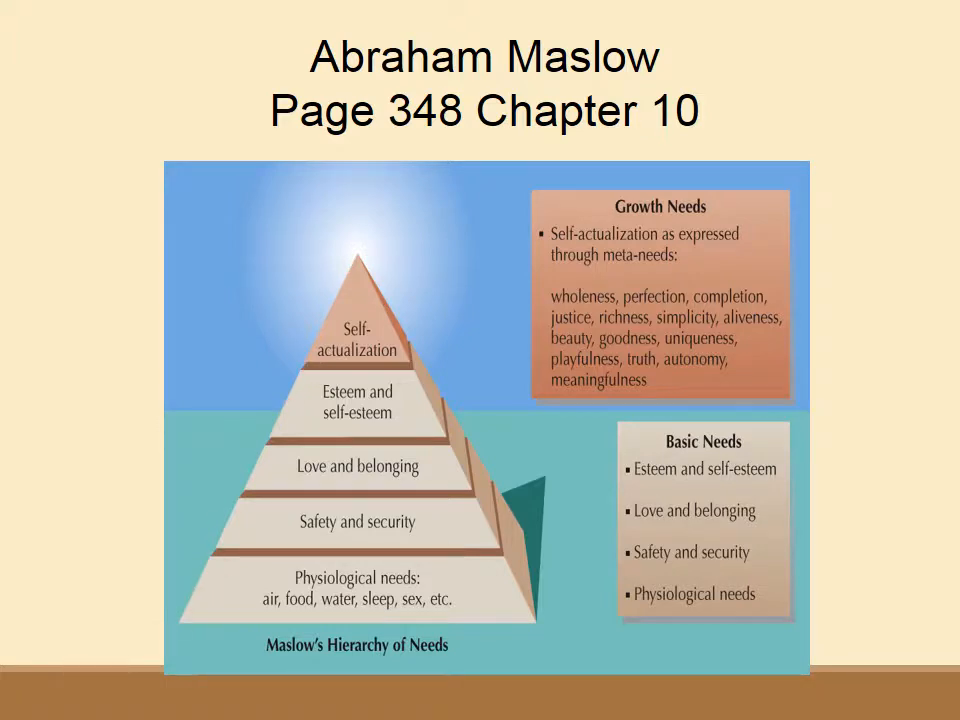 Abraham Maslow
Page 348 Chapter 10
Growth Needs
▪ Self-actualization as expressed
through meta-needs:
wholeness, perfection, completion,
justice, richness, simplicity, aliveness,
beauty, goodness, uniqueness,
playfulness, truth, autonomy,
meaningfulness
Self-
actualization
Esteem and
self-esteem
Love and belonging
Safety and security
Physiological needs:
air, food, water, sleep, sex, etc.
Basic Needs
▪ Esteem and self-esteem
▪ Love and belonging
▪ Safety and security
▪ Physiological needs
Maslow's Hierarchy of Needs